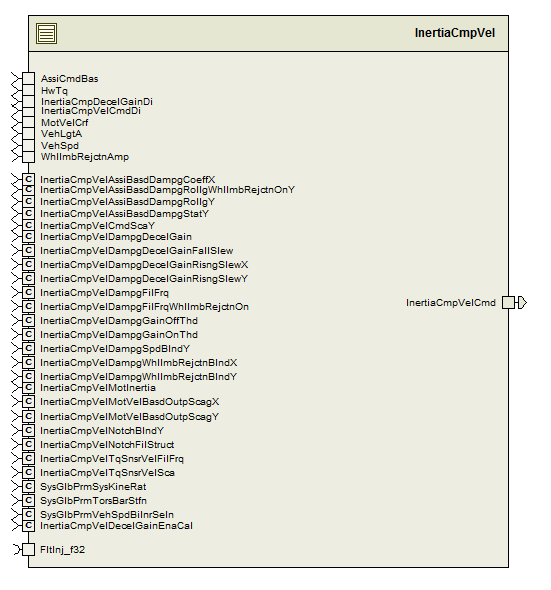 InertiaCmpVel
AssiCmdBas
HwTq
InertiaCmpDecelGainDi
InertiaCmpVelCmdDi
MotVelCrf
VehLgtA
VehSpd
WhlImbRejctnAmp
C InertiaCmpVelAssiBasdDampgCoeffX
C InertiaCmpVelAssiBasdDampgRollgWhlImbRejctnOnY
C InertiaCmpVelAssiBasdDampgRollgY
C InertiaCmpVelAssiBasdDampgStatY
C InertiaCmpVelCmdScaY
C InertiaCmpVelDampgDecelGain
C InertiaCmpVelDampgDecelGainFallSlew
C InertiaCmpVelDampgDecelGainRisngSlewX
C InertiaCmpVelDampgDecelGainRisngSlewY
InertiaCmpVelCmd
C InertiaCmpVelDampgFilFrq
C InertiaCmpVelDampgFilFrqWhlImbRejctnOn
C InertiaCmpVelDampgGainOffThd
C InertiaCmpVelDampgGainOnThd
C InertiaCmpVelDampgSpdBlndY
C InertiaCmpVelDampgWhlImbRejctnBlndX
C InertiaCmpVelDampgWhlImbRejctnBlndY
C InertiaCmpVelMotInertia
C InertiaCmpVelMotVelBasdOutpScagX
C InertiaCmpVelMotVelBasdOutpScagY
C InertiaCmpVelNotchBlndY
C InertiaCmpVelNotchFilStruct
C InertiaCmpVelTqSnsrVelFilFrq
C InertiaCmpVelTqSnsrVelSca
C SysGlbPrmSysKineRat
C SysGlbPrmTorsBarStfn
C SysGlbPrmVehSpdBilnrSeln
C InertiaCmpVelDecelGainEnaCal
FltInj_f32